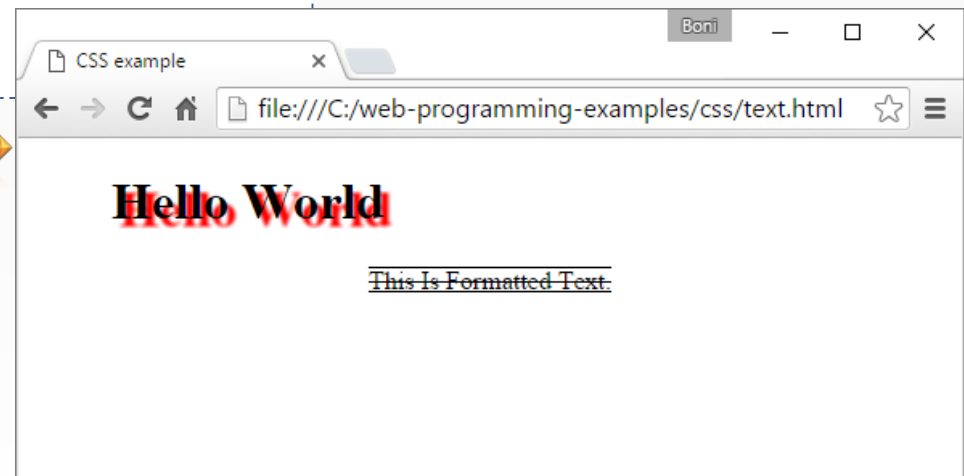 Boni
CSS example
file:///C:/web-programming-examples/css/text.html
Hello World
This Is Formatted Text.